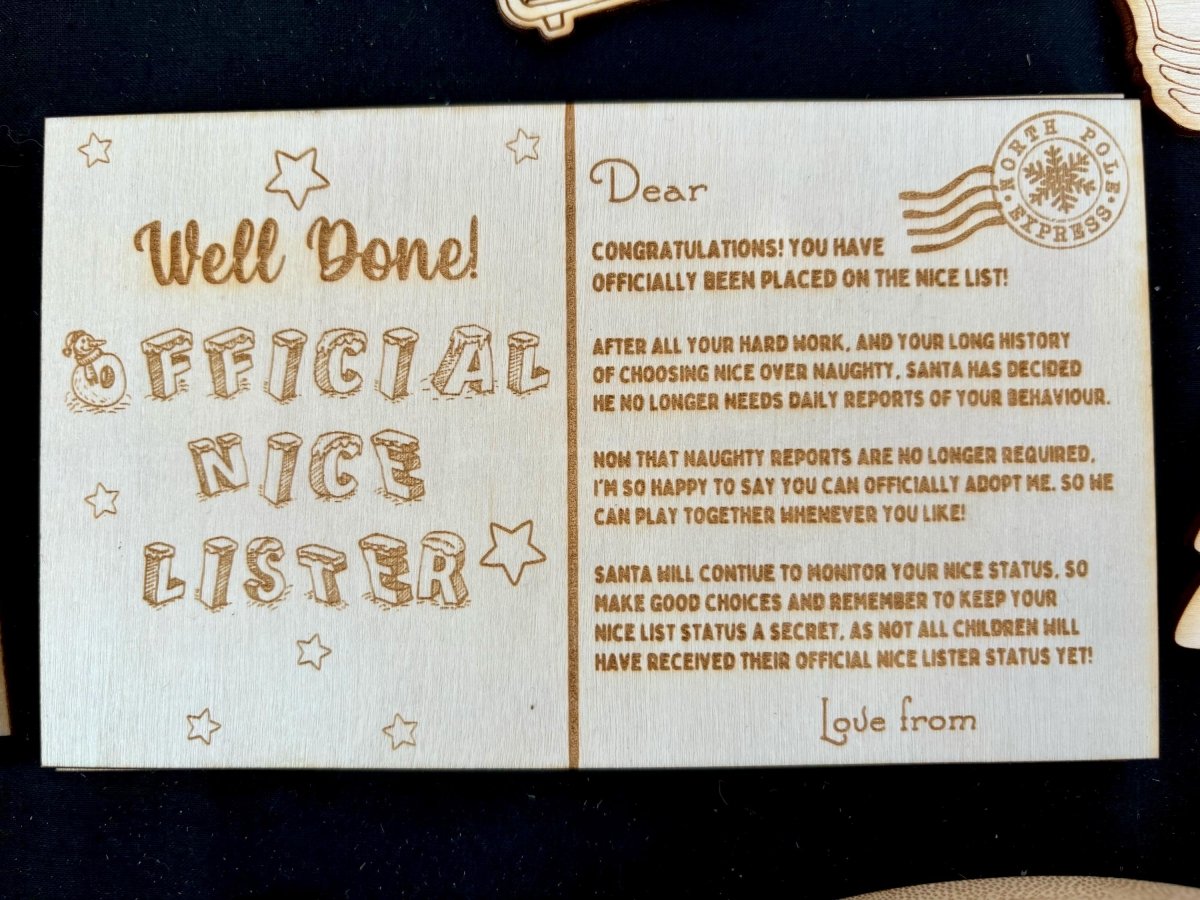 Well Done!
OFFICIAL
NICE
LISTER
NORTH POLE
EXPRESS
Dear
CONGRATULATIONS! YOU HAVE
OFFICIALLY BEEN PLACED ON THE NICE LIST!
AFTER ALL YOUR HARD WORK, AND YOUR LONG HISTORY
OF CHOOSING NICE OVER NAUGHTY, SANTA HAS DECIDED
HE NO LONGER NEEDS DAILY REPORTS OF YOUR BEHAVIOUR.
NOW THAT NAUGHTY REPORTS ARE NO LONGER REQUIRED,
I'M SO HAPPY TO SAY YOU CAN OFFICIALLY ADOPT ME, SO WE
CAN PLAY TOGETHER WHENEVER YOU LIKE!
SANTA WILL CONTIUE TO MONITOR YOUR NICE STATUS, SO
MAKE GOOD CHOICES AND REMEMBER TO KEEP YOUR
NICE LIST STATUS A SECRET, AS NOT ALL CHILDREN WILL
HAVE RECEIVED THEIR OFFICIAL NICE LISTER STATUS YET!
Love from